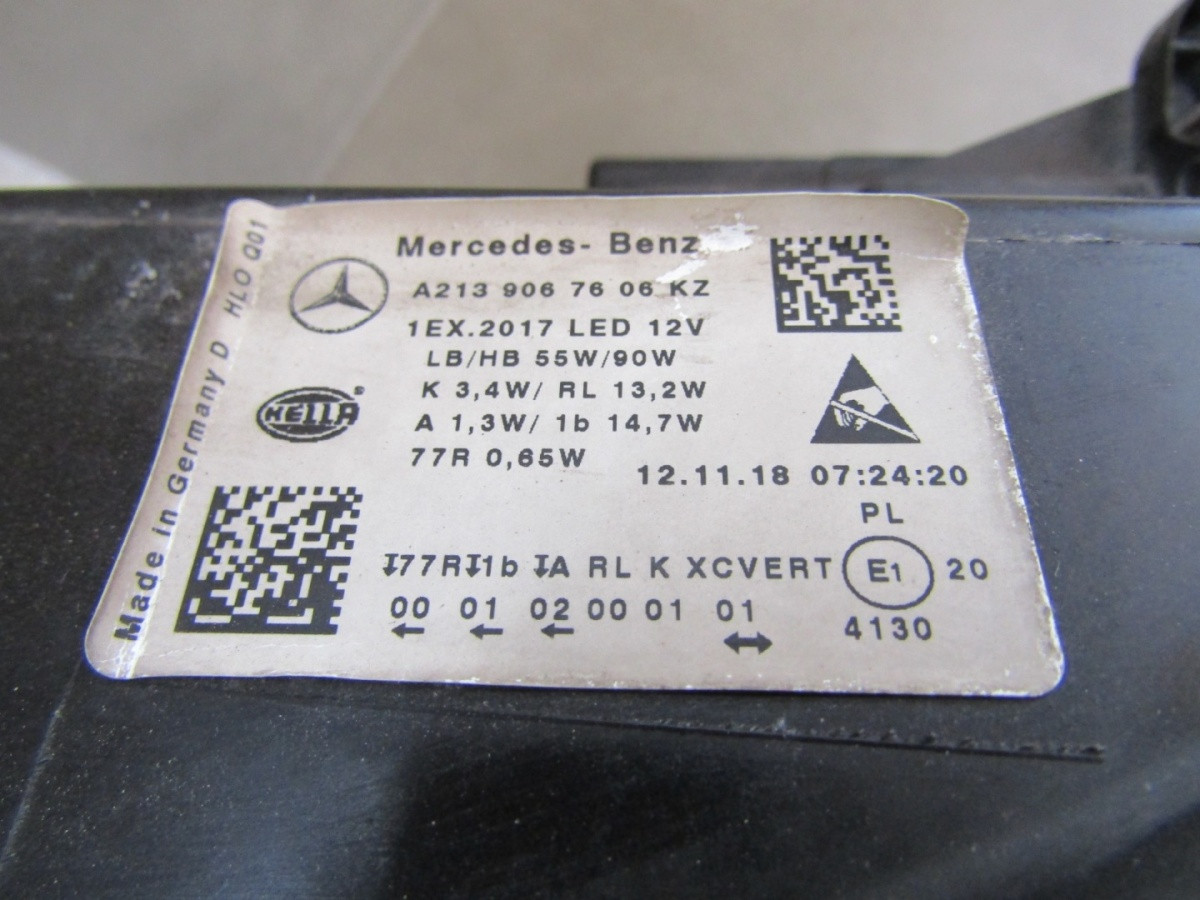 Mercedes-Benz
A213 906 76 06 KZ
1EX.2017 LED 12V
LB/HB 55W/90W
K 3,4W/ RL 13,2W
A 1,3W/ 1b 14,7W
77R 0,65W
12.11.18 07:24:20
PL
77R 1b A RL K XCVERT E1 20
00 01 02 00 01 01
4130
HELLA®
Made in Germany D HLO Q01